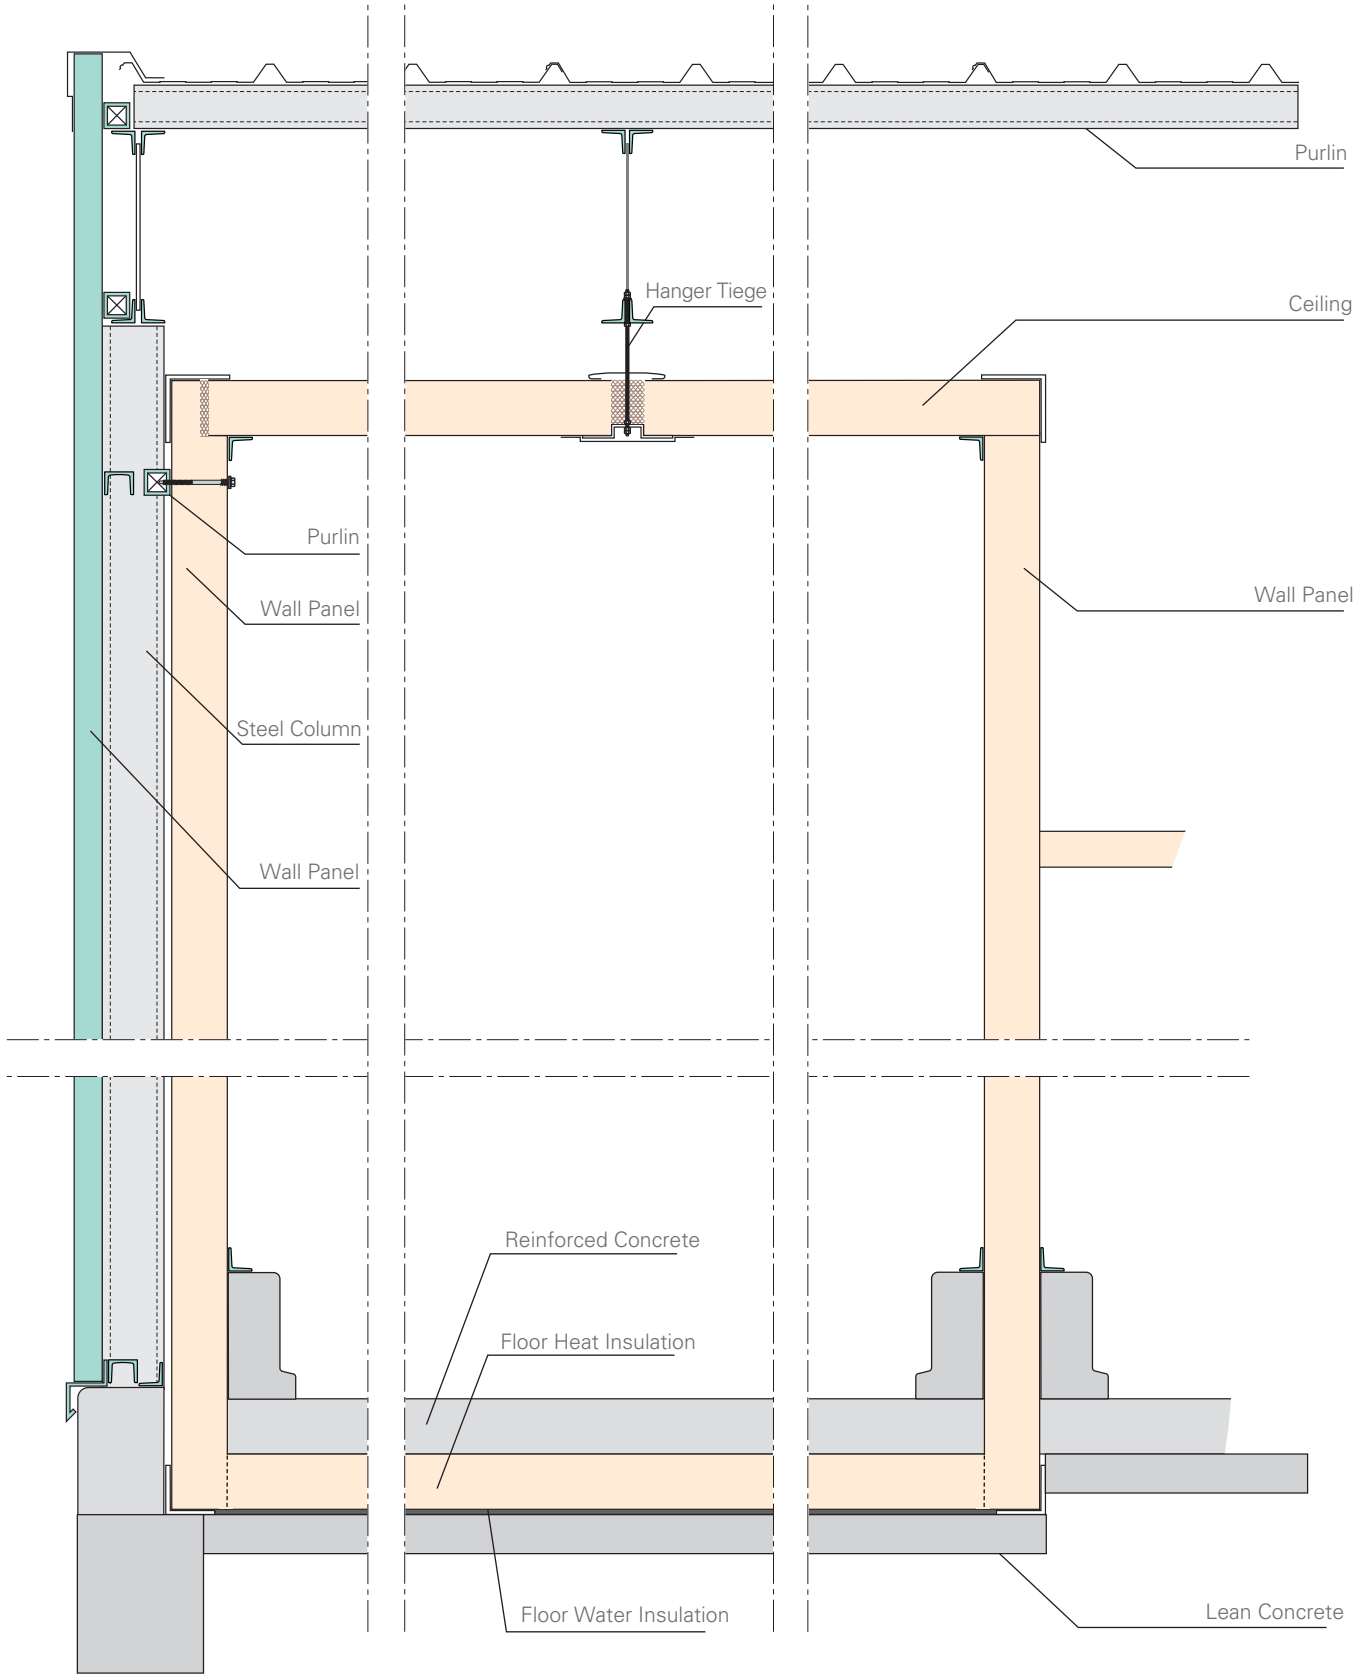 Purlin
Hanger Tiege
Ceiling
Purlin
Wall Panel
Wall Panel
Steel Column
Wall Panel
Reinforced Concrete
Floor Heat Insulation
Floor Water Insulation
Lean Concrete